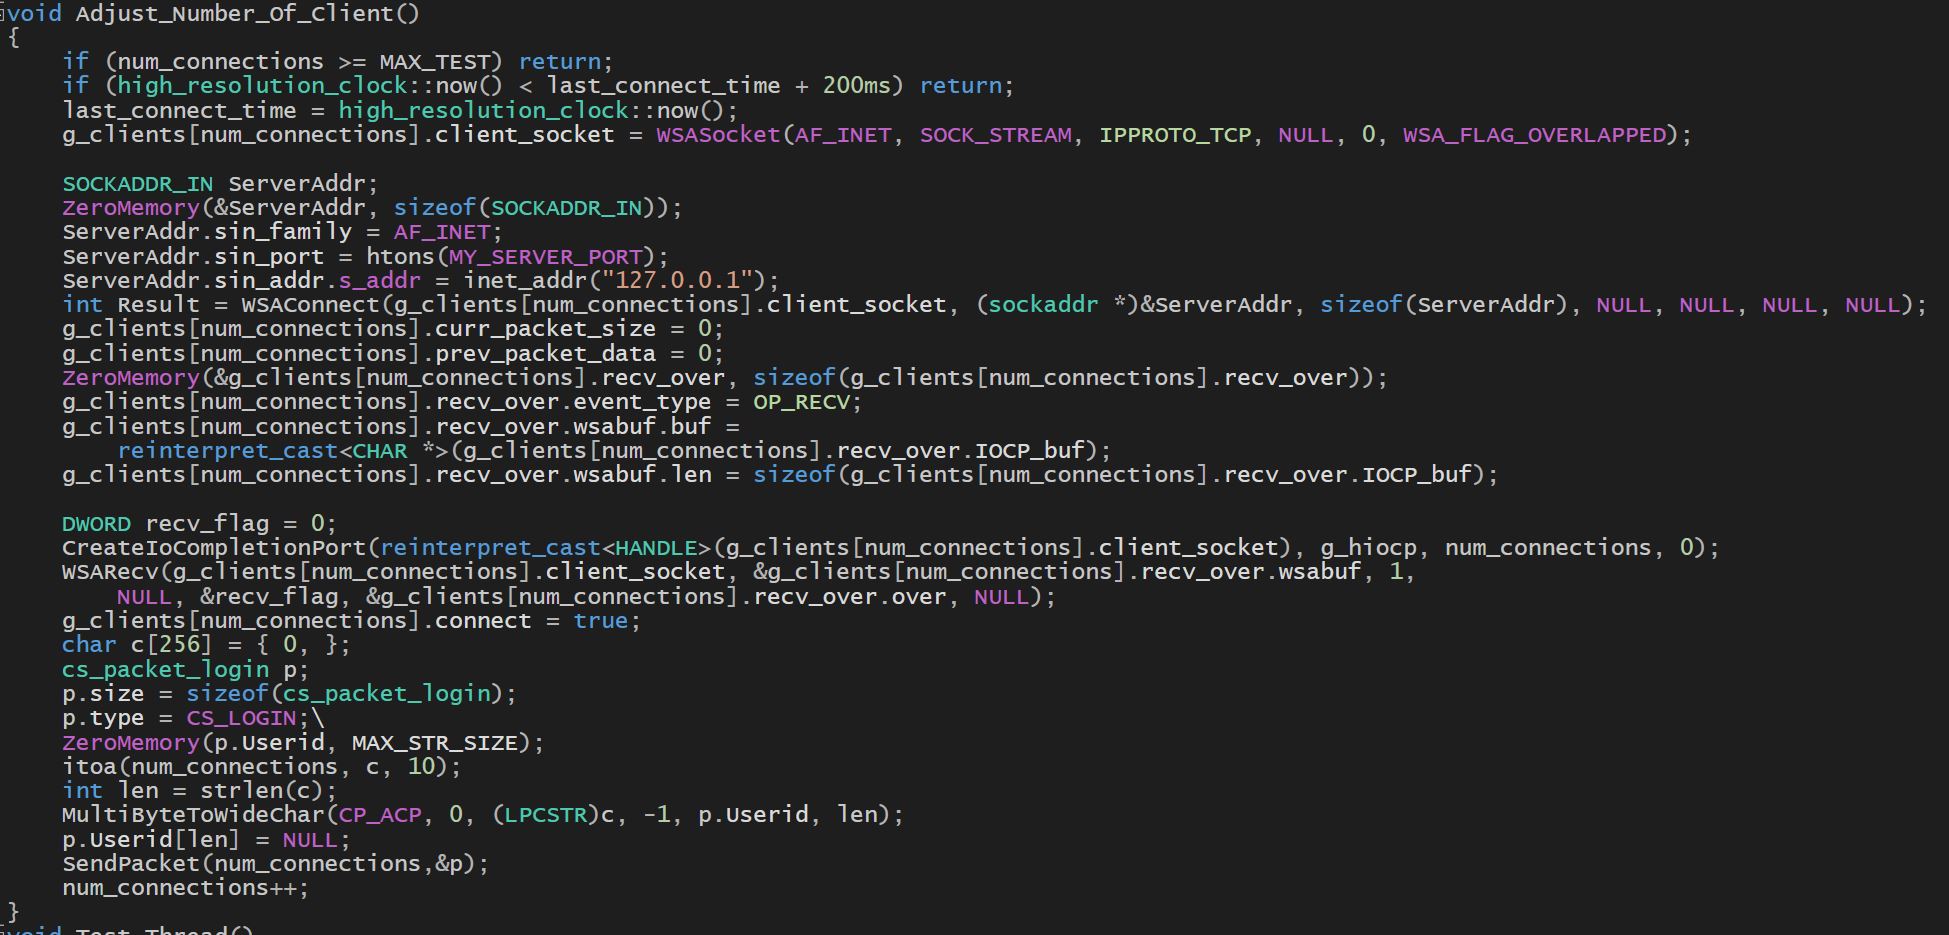 void Adjust_Number_Of_Client()
{
    if (num_connections >= MAX_TEST) return;
    if (high_resolution_clock::now() < last_connect_time + 200ms) return;
    last_connect_time = high_resolution_clock::now();
    g_clients[num_connections].client_socket = WSASocket(AF_INET, SOCK_STREAM, IPPROTO_TCP, NULL, 0, WSA_FLAG_OVERLAPPED);

    SOCKADDR_IN ServerAddr;
    ZeroMemory(&ServerAddr, sizeof(SOCKADDR_IN));
    ServerAddr.sin_family = AF_INET;
    ServerAddr.sin_port = htons(MY_SERVER_PORT);
    ServerAddr.sin_addr.s_addr = inet_addr("127.0.0.1");
    int Result = WSAConnect(g_clients[num_connections].client_socket, (sockaddr *)&ServerAddr, sizeof(ServerAddr), NULL, NULL, NULL, NULL);
    g_clients[num_connections].curr_packet_size = 0;
    g_clients[num_connections].prev_packet_data = 0;
    ZeroMemory(&g_clients[num_connections].recv_over, sizeof(g_clients[num_connections].recv_over));
    g_clients[num_connections].recv_over.event_type = OP_RECV;
    g_clients[num_connections].recv_over.wsabuf.buf =
        reinterpret_cast<CHAR *>(g_clients[num_connections].recv_over.IOCP_buf);
    g_clients[num_connections].recv_over.wsabuf.len = sizeof(g_clients[num_connections].recv_over.IOCP_buf);

    DWORD recv_flag = 0;
    CreateIoCompletionPort(reinterpret_cast<HANDLE>(g_clients[num_connections].client_socket), g_hiocp, num_connections, 0);
    WSARecv(g_clients[num_connections].client_socket, &g_clients[num_connections].recv_over.wsabuf, 1,
        NULL, &recv_flag, &g_clients[num_connections].recv_over.over, NULL);
    g_clients[num_connections].connect = true;
    char c[256] = { 0, };
    cs_packet_login p;
    p.size = sizeof(cs_packet_login);
    p.type = CS_LOGIN;\
    ZeroMemory(p.Userid, MAX_STR_SIZE);
    itoa(num_connections, c, 10);
    int len = strlen(c);
    MultiByteToWideChar(CP_ACP, 0, (LPCSTR)c, -1, p.Userid, len);
    p.Userid[len] = NULL;
    SendPacket(num_connections,&p);
    num_connections++;
}
void Test_Thread()